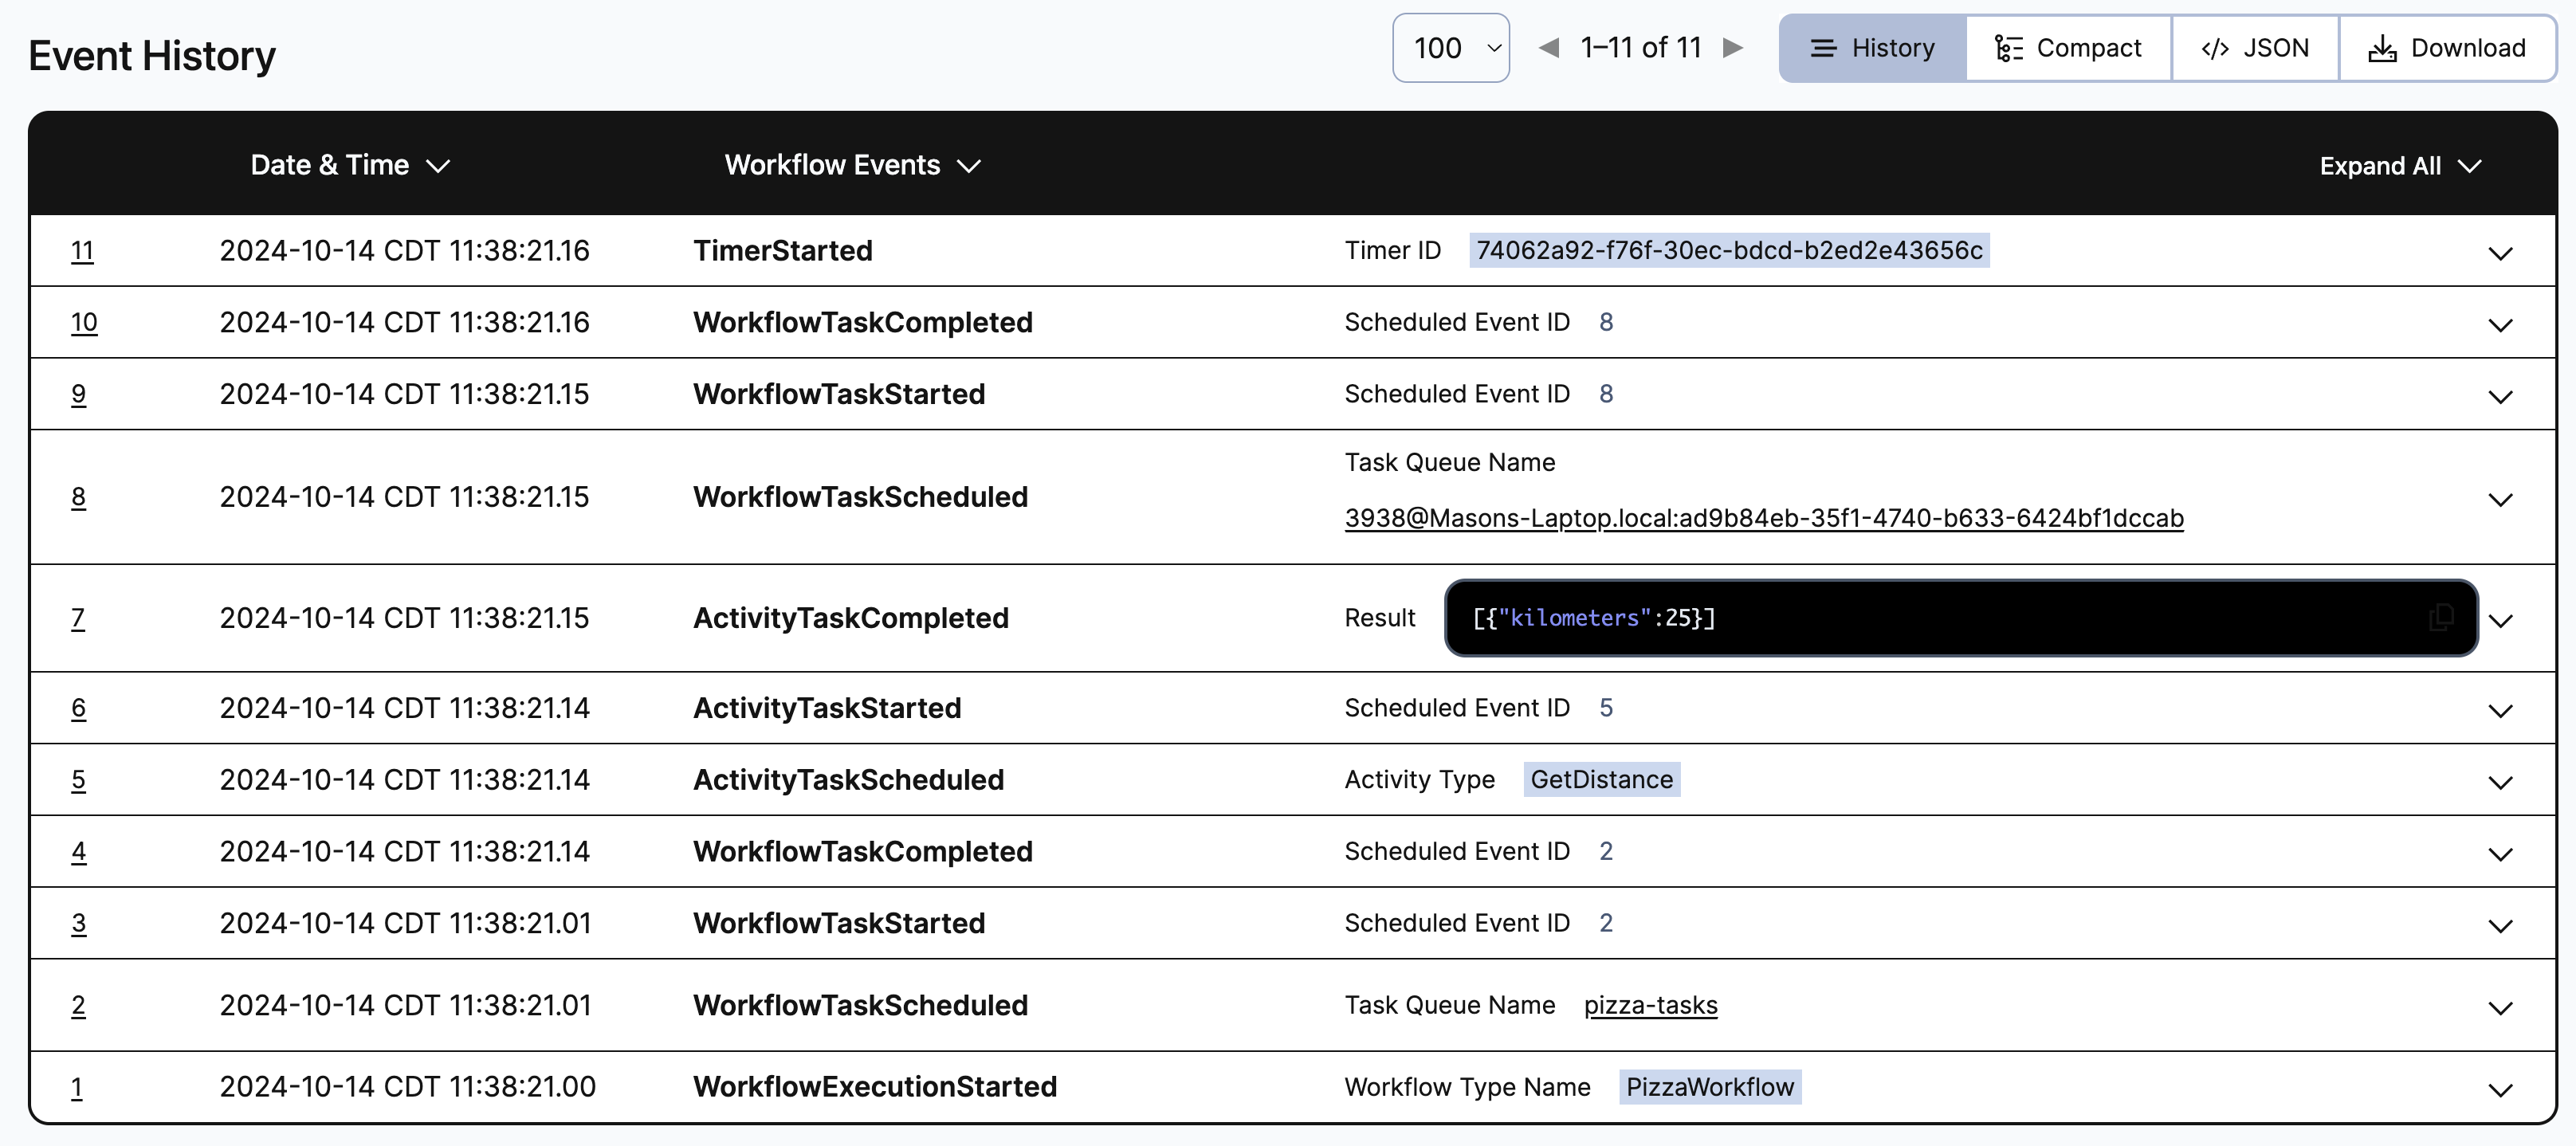 Event History
100
1–11 of 11
History
Compact
</> JSON
Download
Date & Time
Workflow Events
Expand All
11 2024-10-14 CDT 11:38:21.16 TimerStarted Timer ID 74062a92-f76f-30ec-bdcd-b2ed2e43656c
10 2024-10-14 CDT 11:38:21.16 WorkflowTaskCompleted Scheduled Event ID 8
9 2024-10-14 CDT 11:38:21.15 WorkflowTaskStarted Scheduled Event ID 8
8 2024-10-14 CDT 11:38:21.15 WorkflowTaskScheduled Task Queue Name
3938@Masons-Laptop.local:ad9b84eb-35f1-4740-b633-6424bf1dccab
7 2024-10-14 CDT 11:38:21.15 ActivityTaskCompleted Result [{"kilometers":25}]
6 2024-10-14 CDT 11:38:21.14 ActivityTaskStarted Scheduled Event ID 5
5 2024-10-14 CDT 11:38:21.14 ActivityTaskScheduled Activity Type GetDistance
4 2024-10-14 CDT 11:38:21.14 WorkflowTaskCompleted Scheduled Event ID 2
3 2024-10-14 CDT 11:38:21.01 WorkflowTaskStarted Scheduled Event ID 2
2 2024-10-14 CDT 11:38:21.01 WorkflowTaskScheduled Task Queue Name pizza-tasks
1 2024-10-14 CDT 11:38:21.00 WorkflowExecutionStarted Workflow Type Name PizzaWorkflow